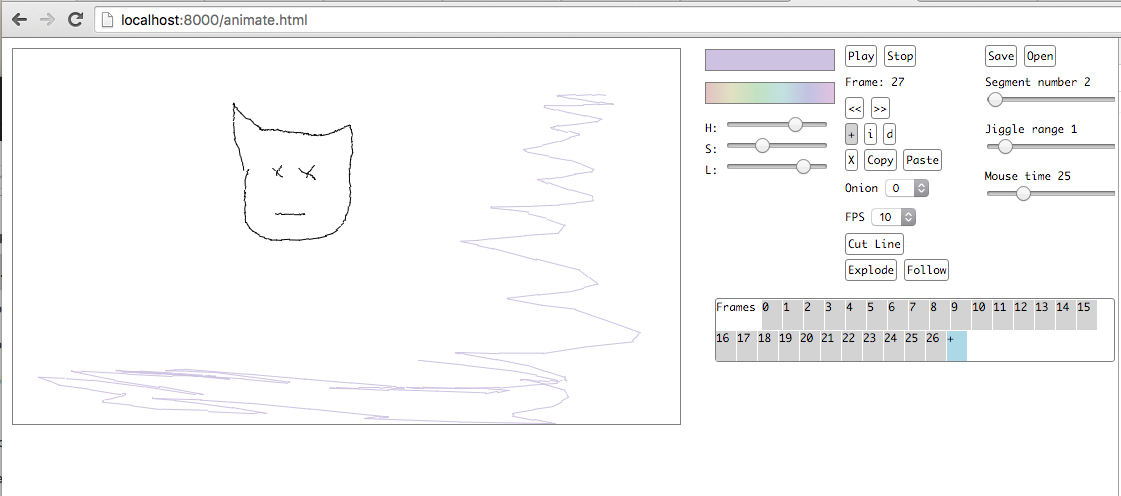 localhost:8000/animate.html
Play Stop
Save Open
Frame: 27
Segment number 2
<< >>
H:
+ i d
Jiggle range 1
S:
X Copy Paste
L:
Mouse time 25
Onion 0
FPS 10
Cut Line
Explode Follow
Frames 0 1 2 3 4 5 6 7 8 9 10 11 12 13 14 15
16 17 18 19 20 21 22 23 24 25 26 +